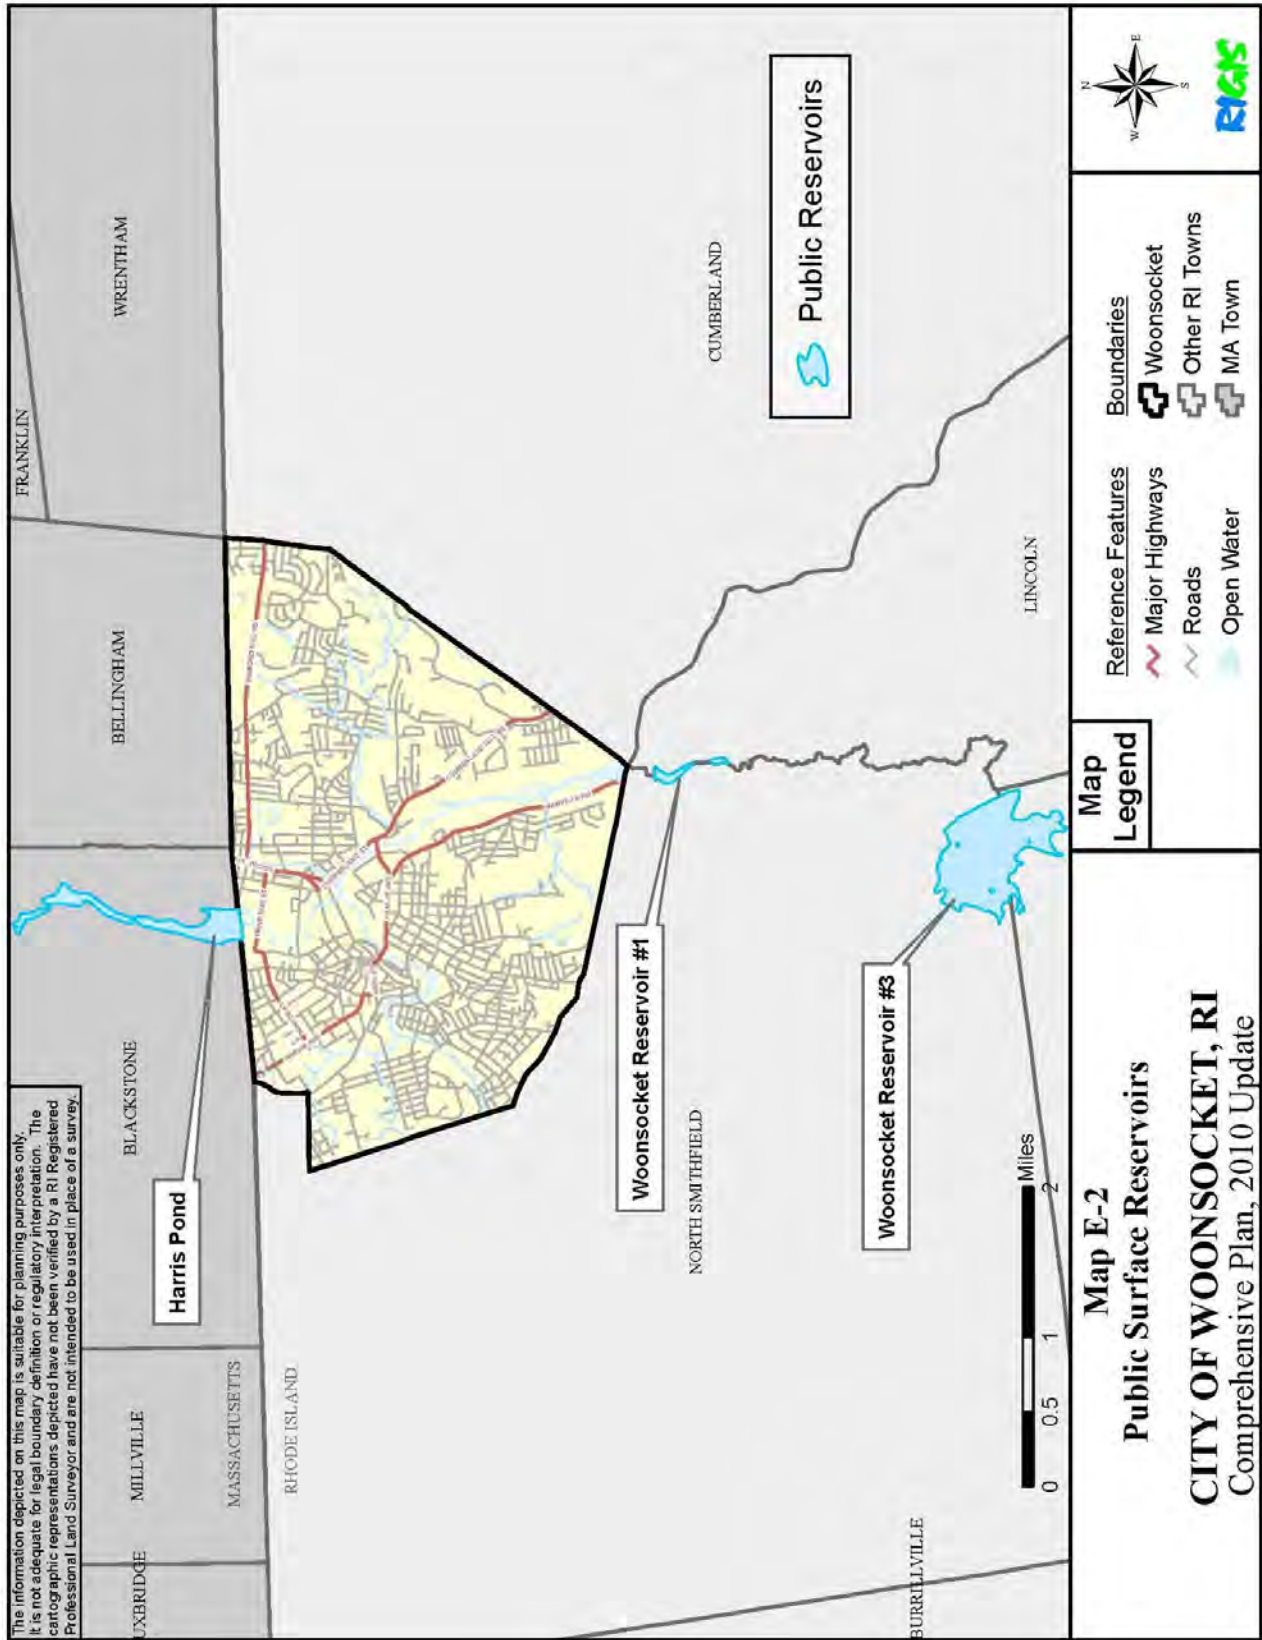 The information depicted on this map is suitable for planning purposes only.
It is not adequate for legal boundary definition or regulatory interpretation. The
cartographic representations depicted have not been verified by a RI Registered
Professional Land Surveyor and are not intended to be used in place of a survey.
FRANKLIN
UXBRIDGE
MILLVILLE
BLACKSTONE
BELLINGHAM
WRENTHAM
Harris Pond
MASSACHUSETTS
RHODE ISLAND
Woonsocket Reservoir #1
NORTH SMITHFIELD
CUMBERLAND
Public Reservoirs
Woonsocket Reservoir #3
BURRILLVILLE
LINCOLN
0 0.5 1 2
Miles
Map E-2
Public Surface Reservoirs
CITY OF WOONSOCKET, RI
Comprehensive Plan, 2010 Update
Map
Legend
Reference Features
Major Highways
Roads
Open Water
Boundaries
Woonsocket
Other RI Towns
MA Town
N
W
E
S
RIGIS